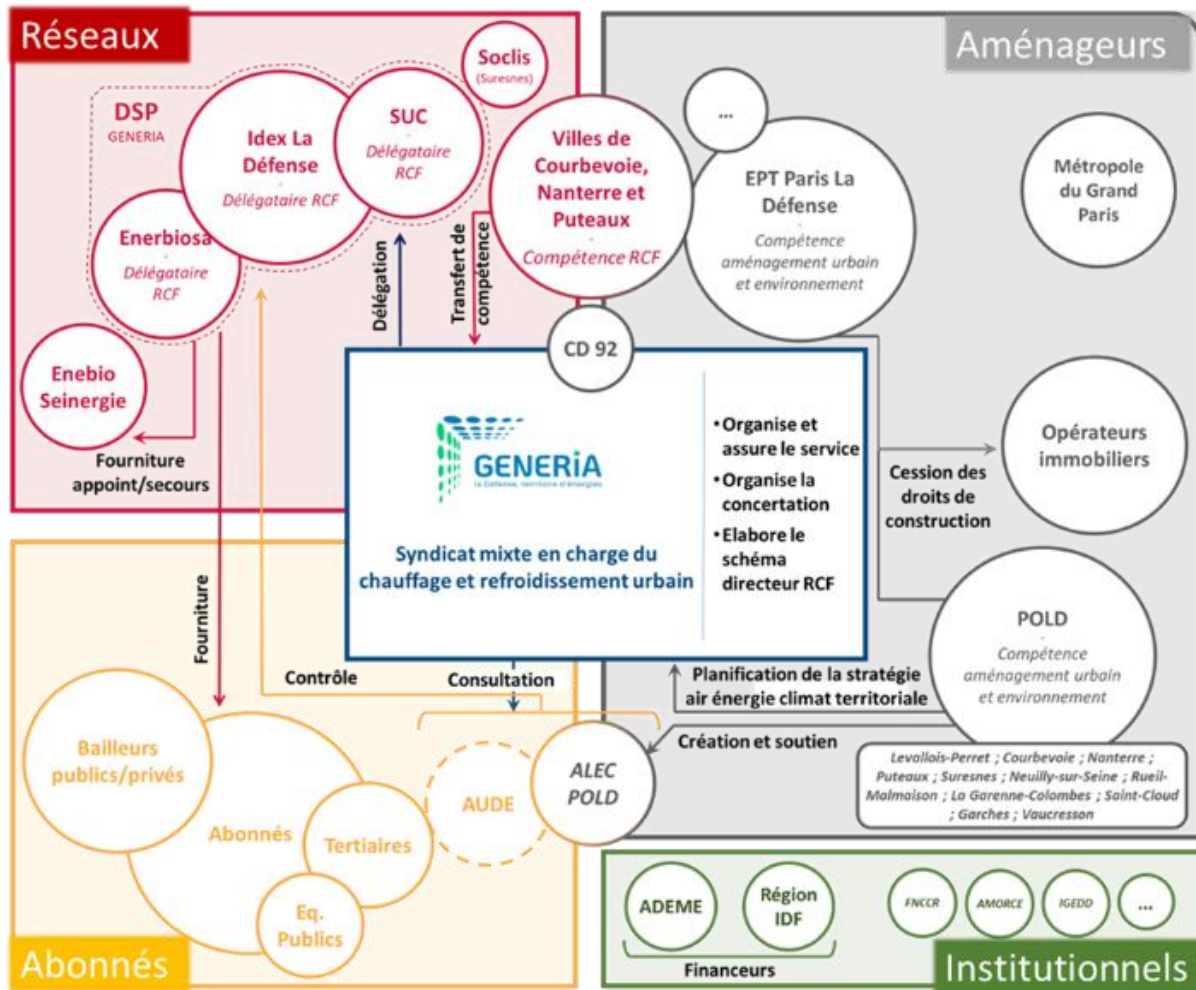 Réseaux
Aménageurs
Soclis
(Suresnes)
DSP
GENERIA
SUC
-
Délégataire
RCF
Idex La
Défense
-
Délégataire RCF
Enerbiosa
-
Délégataire
RCF
Enebio
Seinergie
Villes de
Courbevoie,
Nanterre et
Puteaux
-
Compétence RCF
...
EPT Paris La
Défense
-
Compétence
aménagement urbain
et environnement
Métropole
du Grand
Paris
Délégation
Transfert de
compétence
CD 92
Fourniture
appoint/secours
GENERIA
la Défense, territoire d'énergies
Syndicat mixte en charge du
chauffage et refroidissement urbain
•Organise et
assure le service
•Organise la
concertation
•Elabore le
schéma
directeur RCF
Opérateurs
immobiliers
Cession des
droits de
construction
POLD
-
Compétence
aménagement urbain
et environnement
Fourniture
Contrôle
Consultation
Planification de la stratégie
air énergie climat territoriale
Création et soutien
Levallois-Perret ; Courbevoie ; Nanterre ;
Puteaux ; Suresnes ; Neuilly-sur-Seine ; Rueil-
Malmaison ; La Garenne-Colombes ; Saint-Cloud
; Garches ; Vaucresson
Bailleurs
publics/privés
Abonnés
Tertiaires
Eq.
Publics
AUDE
ALEC
POLD
Abonnés
ADEME
Région
IDF
Financeurs
FNCCR
AMORCE
IGEDD
...
Institutionnels